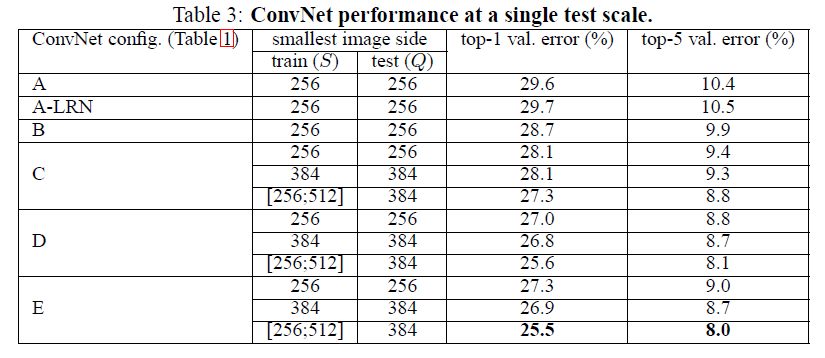 Table 3: ConvNet performance at a single test scale.
ConvNet config. (Table 1) smallest image side top-1 val. error (%) top-5 val. error (%)
train (S) test (Q)
A 256 256 29.6 10.4
A-LRN 256 256 29.7 10.5
B 256 256 28.7 9.9
256 256 28.1 9.4
C 384 384 28.1 9.3
[256;512] 384 27.3 8.8
256 256 27.0 8.8
D 384 384 26.8 8.7
[256;512] 384 25.6 8.1
256 256 27.3 9.0
E 384 384 26.9 8.7
[256;512] 384 25.5 8.0